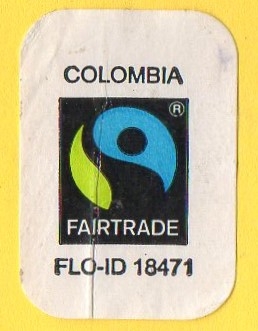 COLOMBIA
®
FAIRTRADE
FLO-ID 18471